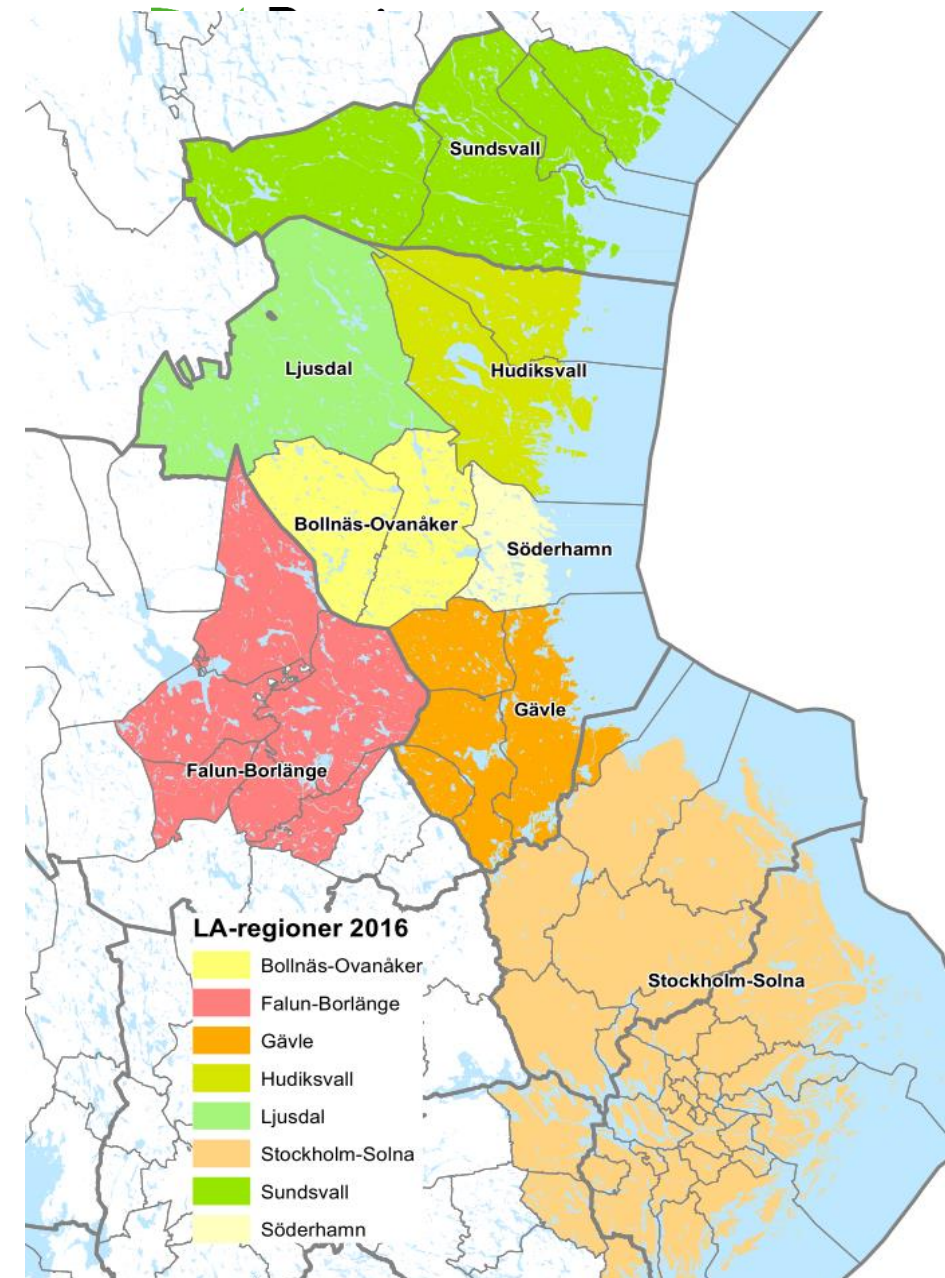 Sundsvall
Ljusdal
Hudiksvall
Bollnäs-Ovanåker
Söderhamn
Gävle
Falun-Borlänge
Stockholm-Solna
LA-regioner 2016
Bollnäs-Ovanåker
Falun-Borlänge
Gävle
Hudiksvall
Ljusdal
Stockholm-Solna
Sundsvall
Söderhamn